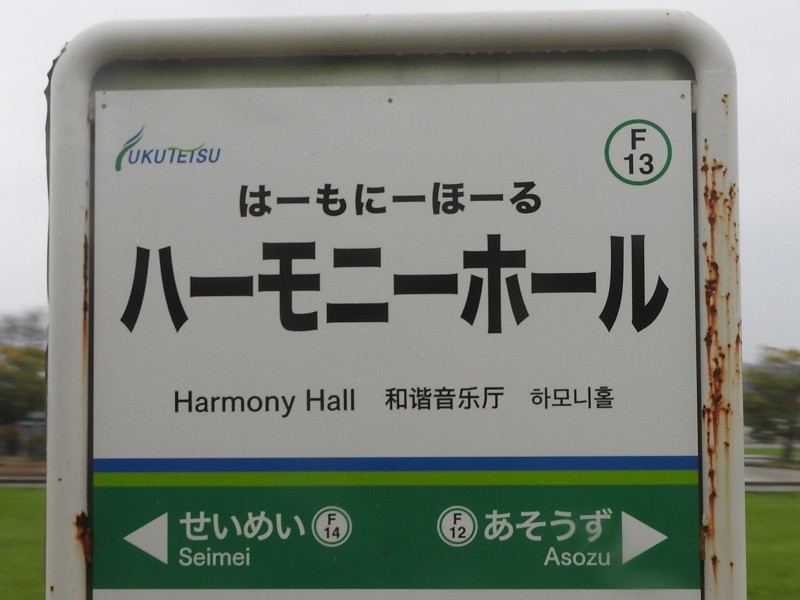 FUKUTETSU
F
13
はーもにーほーる
ハーモニーホール
Harmony Hall 和谐音乐厅 하모니홀
せいめい F 14 F 12 あそうず
Seimei Asozu